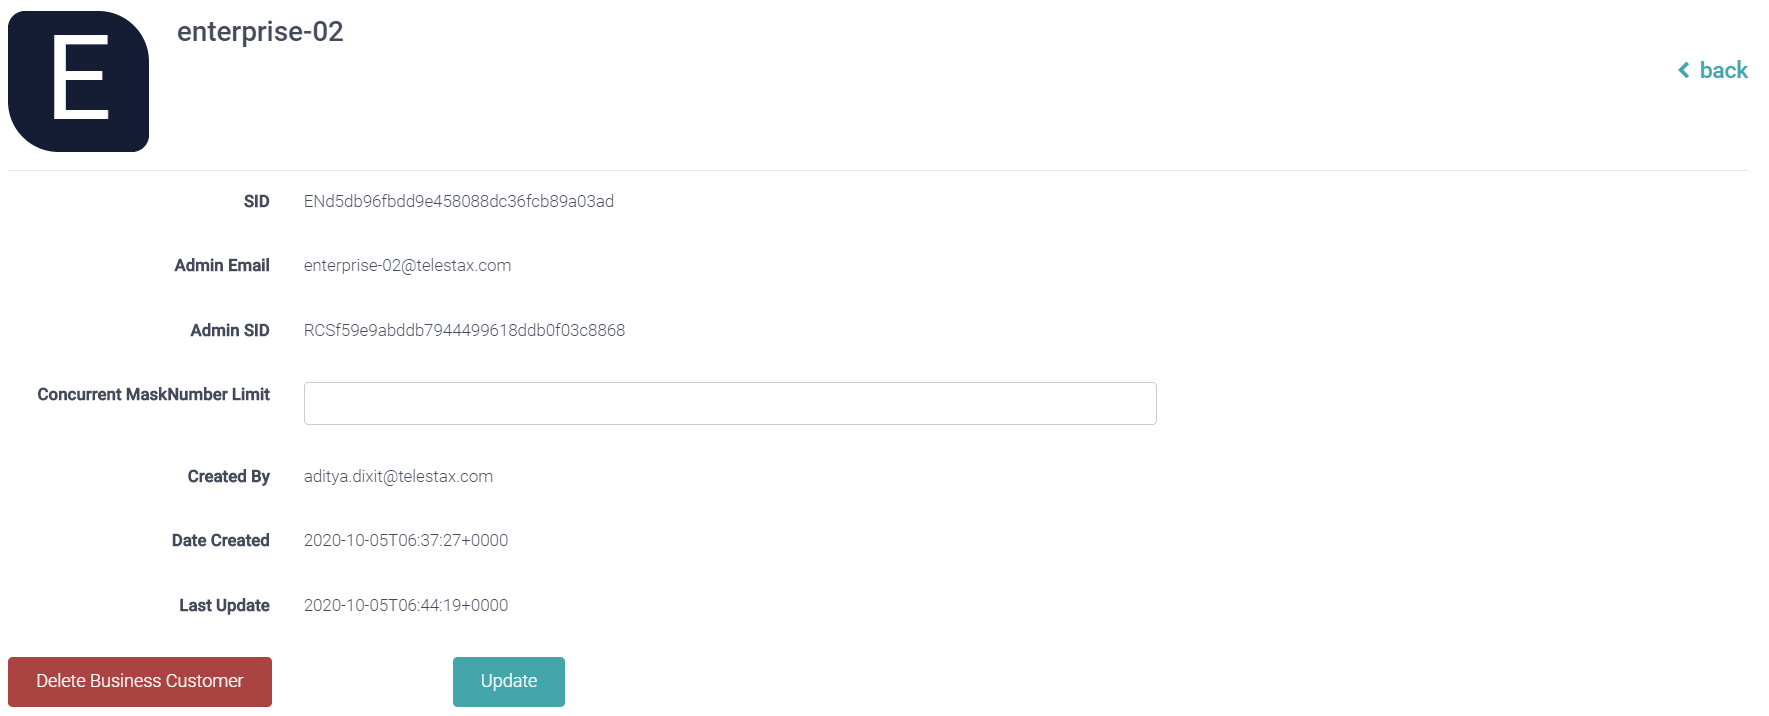 E
enterprise-02
back
SID ENd5db96fbdd9e458088dc36fcb89a03ad
Admin Email enterprise-02@telestax.com
Admin SID RCSf59e9abddb7944499618ddb0f03c8868
Concurrent MaskNumber Limit
Created By aditya.dixit@telestax.com
Date Created 2020-10-05T06:37:27+0000
Last Update 2020-10-05T06:44:19+0000
Delete Business Customer Update